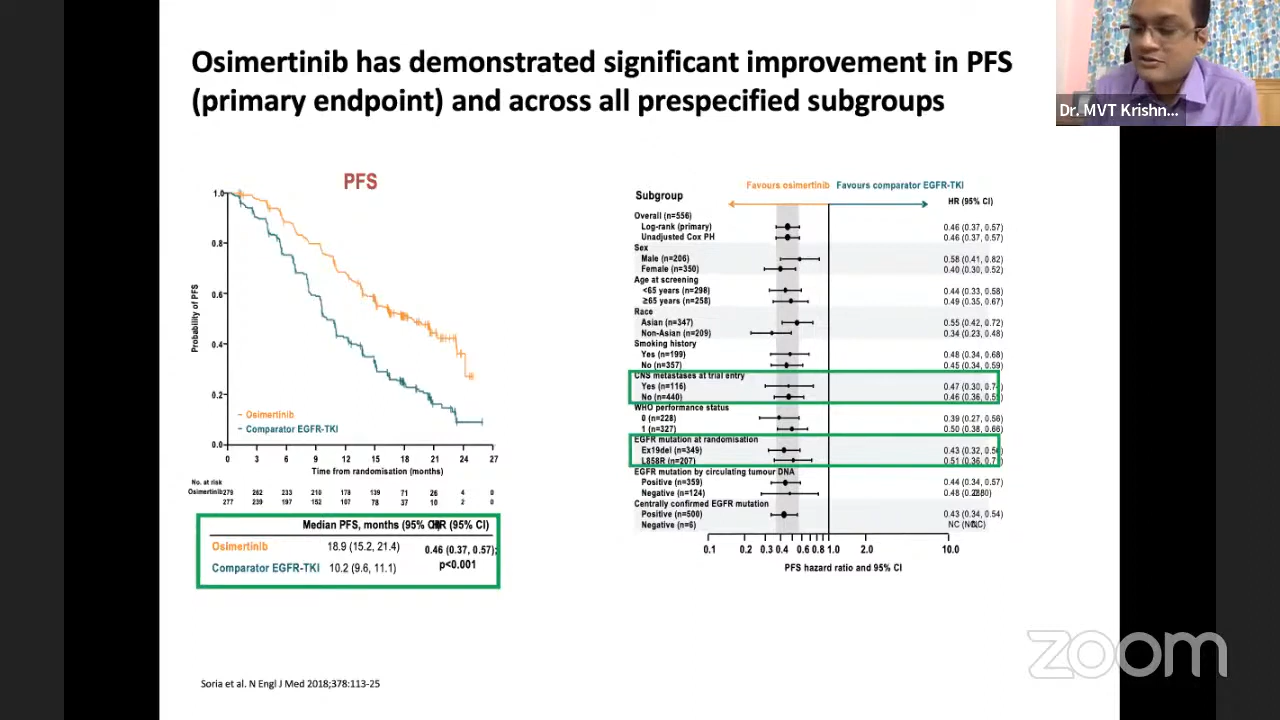 Osimertinib has demonstrated significant improvement in PFS
(primary endpoint) and across all prespecified subgroups
Dr. MVT Krishn...
PFS
1.0
0.8
0.6
0.4
0.2
0.0
Probability of PFS
– Osimertinib
– Comparator EGFR-TKI
0 3 6 9 12 15 18 21 24 27
Time from randomisation (months)
No. at risk
Osimertinib 279 262 233 210 178 139 71 26 4 0
277 239 197 152 107 78 37 10 2 0
Median PFS, months (95% CI) HR (95% CI)
Osimertinib 18.9 (15.2, 21.4)
Comparator EGFR-TKI 10.2 (9.6, 11.1)
0.46 (0.37, 0.57);
p<0.001
Favours osimertinib Favours comparator EGFR-TKI
Subgroup HR (95% CI)
Overall (n=556)
Log-rank (primary) 0.46 (0.37, 0.57)
Unadjusted Cox PH 0.46 (0.37, 0.57)
Sex
Male (n=206) 0.58 (0.41, 0.82)
Female (n=350) 0.40 (0.30, 0.52)
Age at screening
<65 years (n=298) 0.44 (0.33, 0.58)
≥65 years (n=258) 0.49 (0.35, 0.67)
Race
Asian (n=347) 0.55 (0.42, 0.72)
Non-Asian (n=209) 0.34 (0.23, 0.48)
Smoking history
Yes (n=199) 0.48 (0.34, 0.68)
No (n=357) 0.45 (0.34, 0.59)
CNS metastases at trial entry
Yes (n=116) 0.47 (0.30,
No (n=440) 0.46 (0.36,
WHO performance status
0 (n=228) 0.39 (0.27, 0.56)
1 (n=327) 0.50 (0.38, 0.66)
EGFR mutation at randomisation
Ex19del (n=349) 0.43 (0.32,
L858R (n=207) 0.51 (0.36,
EGFR mutation by circulating tumour DNA
Positive (n=359) 0.44 (0.34, 0.57)
Negative (n=124) 0.48
Centrally confirmed EGFR mutation
Positive (n=500) 0.43 (0.34, 0.54)
Negative (n=6) NC
0.1 0.2 0.3 0.4 0.6 0.8 1.0 2.0 10.0
PFS hazard ratio and 95% CI
Soria et al. N Engl J Med 2018;378:113-25
zoom